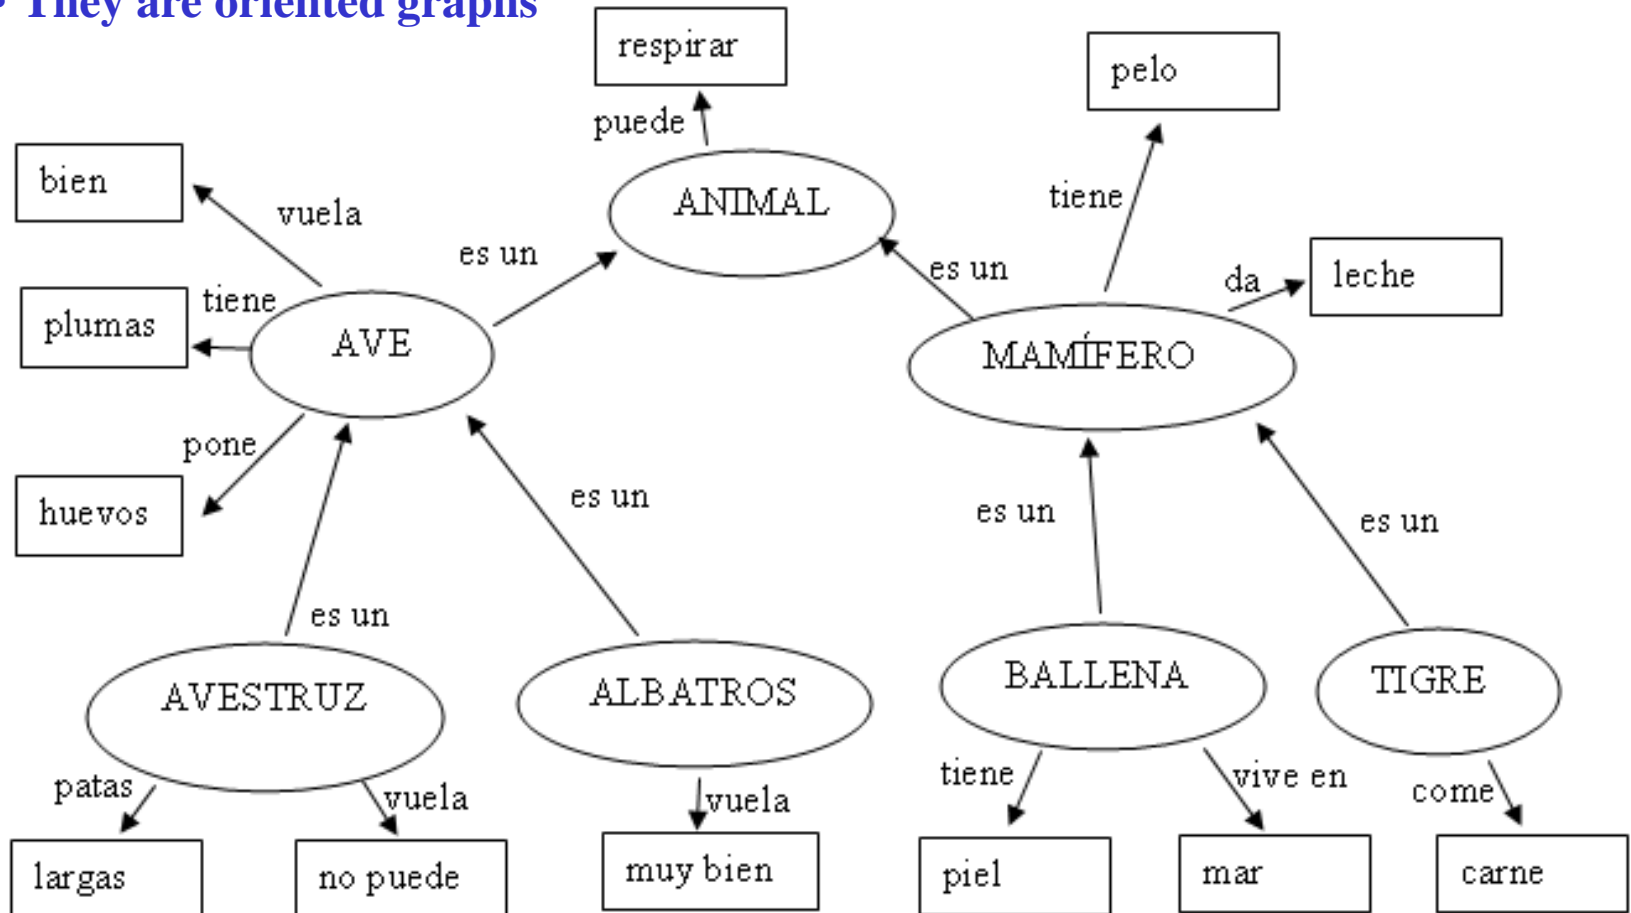 • They are oriented graphs
respirar
pelo
puede
bien
tiene
ANIMAL
vuela
es un
es un
da
leche
plumas
tiene
AVE
MAMÍFERO
pone
huevos
es un
es un
es un
es un
AVESTRUZ
ALBATROS
BALLENA
TIGRE
patas
vuela
vuela
tiene
vive en
come
largas
no puede
muy bien
piel
mar
carne